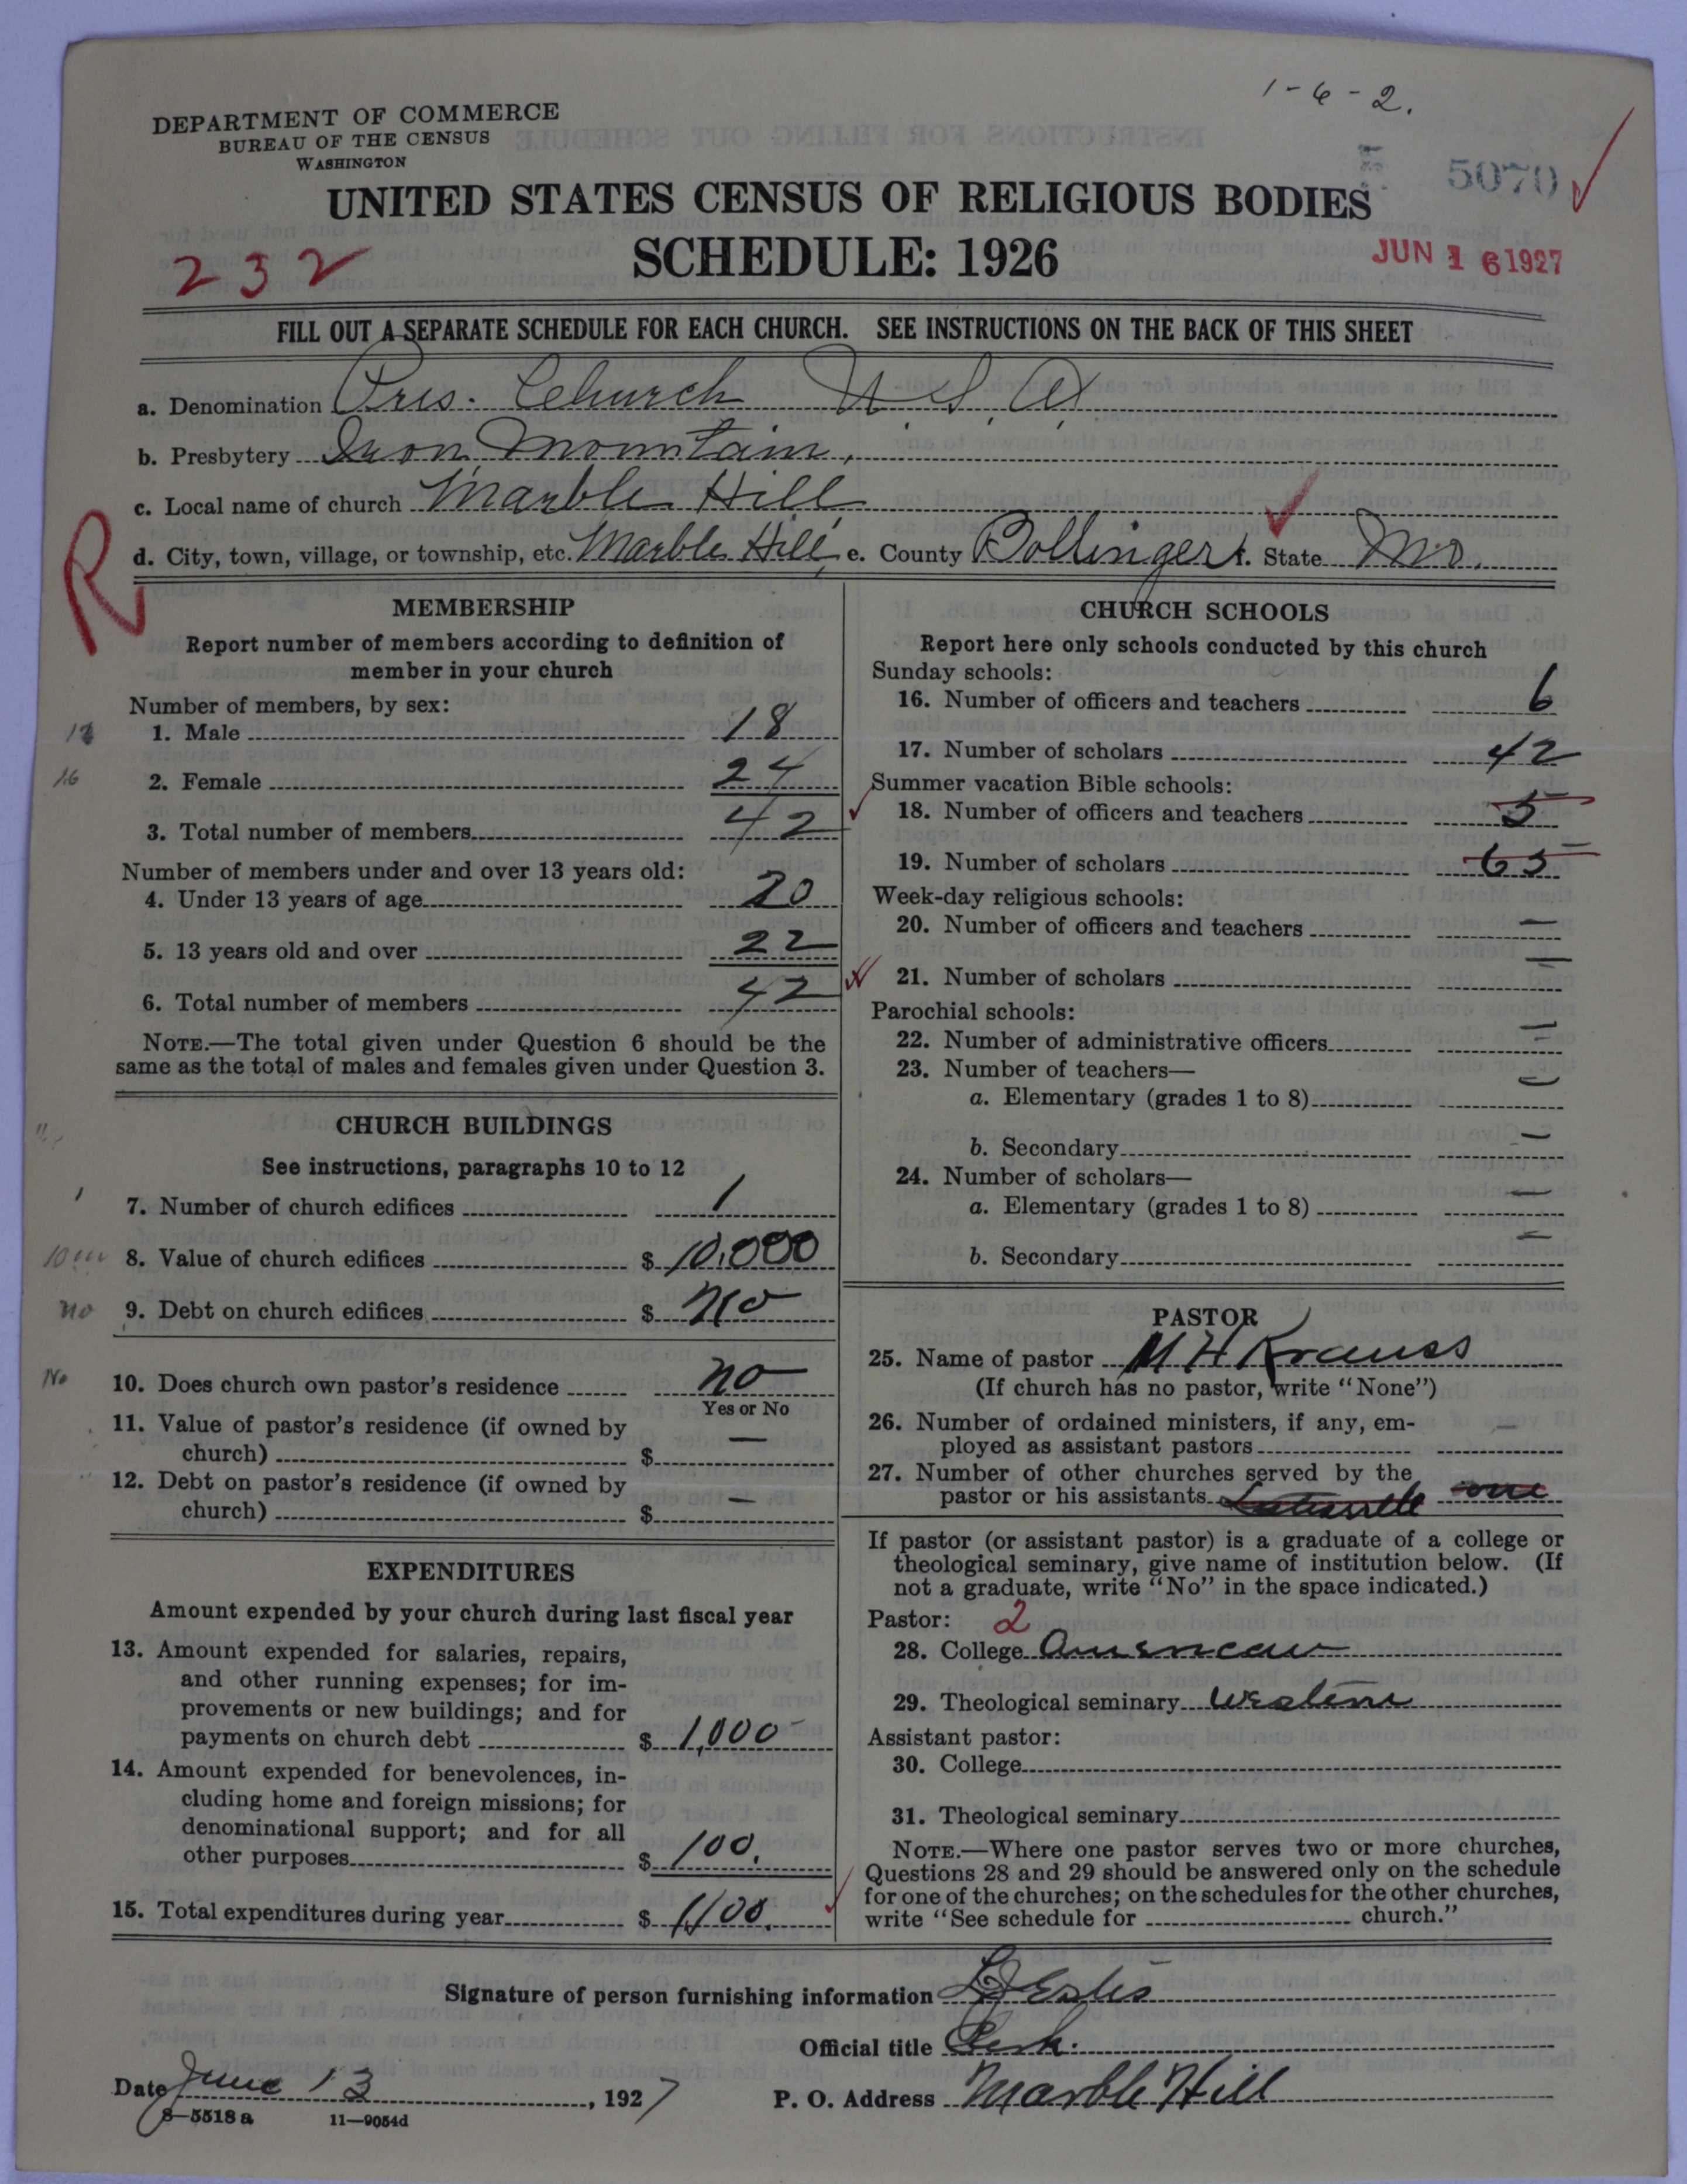 1-6-2.
DEPARTMENT OF COMMERCE
BUREAU OF THE CENSUS
WASHINGTON
5070
UNITED STATES CENSUS OF RELIGIOUS BODIES
232
SCHEDULE: 1926
JUN 16 1927
FILL OUT A SEPARATE SCHEDULE FOR EACH CHURCH. SEE INSTRUCTIONS ON THE BACK OF THIS SHEET
a. Denomination Pres. Church U.S.A.
b. Presbytery Iron Mountain,
c. Local name of church Marble Hill,
R
d. City, town, village, or township, etc. Marble Hill, e. County Bollinger f. State Mo.
MEMBERSHIP
Report number of members according to definition of
member in your church
Number of members, by sex:
1. Male 18
16
2. Female 24
3. Total number of members 42
Number of members under and over 13 years old:
4. Under 13 years of age 20
5. 13 years old and over 22
6. Total number of members 42
NOTE.—The total given under Question 6 should be the
same as the total of males and females given under Question 3.
CHURCH BUILDINGS
See instructions, paragraphs 10 to 12
1
7. Number of church edifices 1
8. Value of church edifices $ 10,000
no
9. Debt on church edifices $ No
No
10. Does church own pastor's residence no
Yes or No
11. Value of pastor's residence (if owned by
church) $ —
12. Debt on pastor's residence (if owned by
church) $ —
EXPENDITURES
Amount expended by your church during last fiscal year
13. Amount expended for salaries, repairs,
and other running expenses; for im-
provements or new buildings; and for
payments on church debt $ 1,000
14. Amount expended for benevolences, in-
cluding home and foreign missions; for
denominational support; and for all
other purposes $ 100.
15. Total expenditures during year $ 1100.
CHURCH SCHOOLS
Report here only schools conducted by this church
Sunday schools:
16. Number of officers and teachers 6
17. Number of scholars 42
Summer vacation Bible schools:
18. Number of officers and teachers 5
19. Number of scholars 65
Week-day religious schools:
20. Number of officers and teachers —
21. Number of scholars —
Parochial schools:
22. Number of administrative officers —
23. Number of teachers—
a. Elementary (grades 1 to 8) —
b. Secondary —
24. Number of scholars—
a. Elementary (grades 1 to 8) —
b. Secondary —
PASTOR
25. Name of pastor M H Krauss
(If church has no pastor, write "None")
26. Number of ordained ministers, if any, em-
ployed as assistant pastors —
27. Number of other churches served by the
pastor or his assistants one
If pastor (or assistant pastor) is a graduate of a college or
theological seminary, give name of institution below. (If
not a graduate, write "No" in the space indicated.)
Pastor: 2
28. College American
29. Theological seminary Western
Assistant pastor:
30. College
31. Theological seminary
NOTE.—Where one pastor serves two or more churches,
Questions 28 and 29 should be answered only on the schedule
for one of the churches; on the schedules for the other churches,
write "See schedule for church."
Signature of person furnishing information
Official title Clerk.
Date June 13, 1927 P. O. Address Marble Hill
8—5518 a 11—9054d